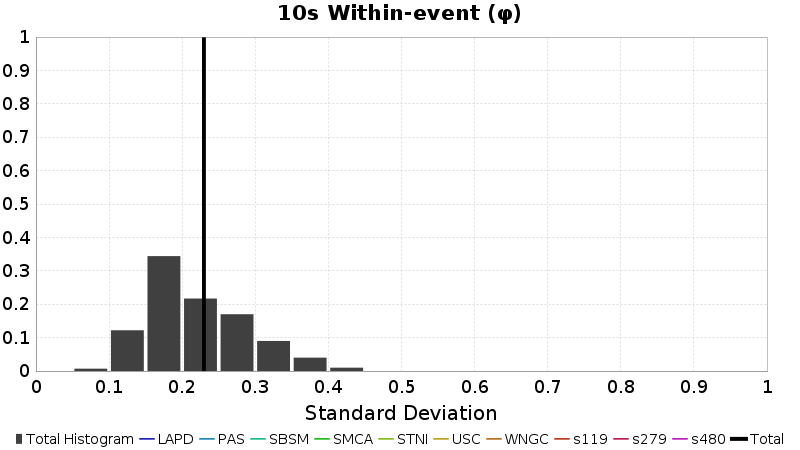 10s Within-event (φ)
1
0.9
0.8
0.7
0.6
0.5
0.4
0.3
0.2
0.1
0
0 0.1 0.2 0.3 0.4 0.5 0.6 0.7 0.8 0.9 1
Standard Deviation
Total Histogram LAPD PAS SBSM SMCA STNI USC WNGC s119 s279 s480 Total